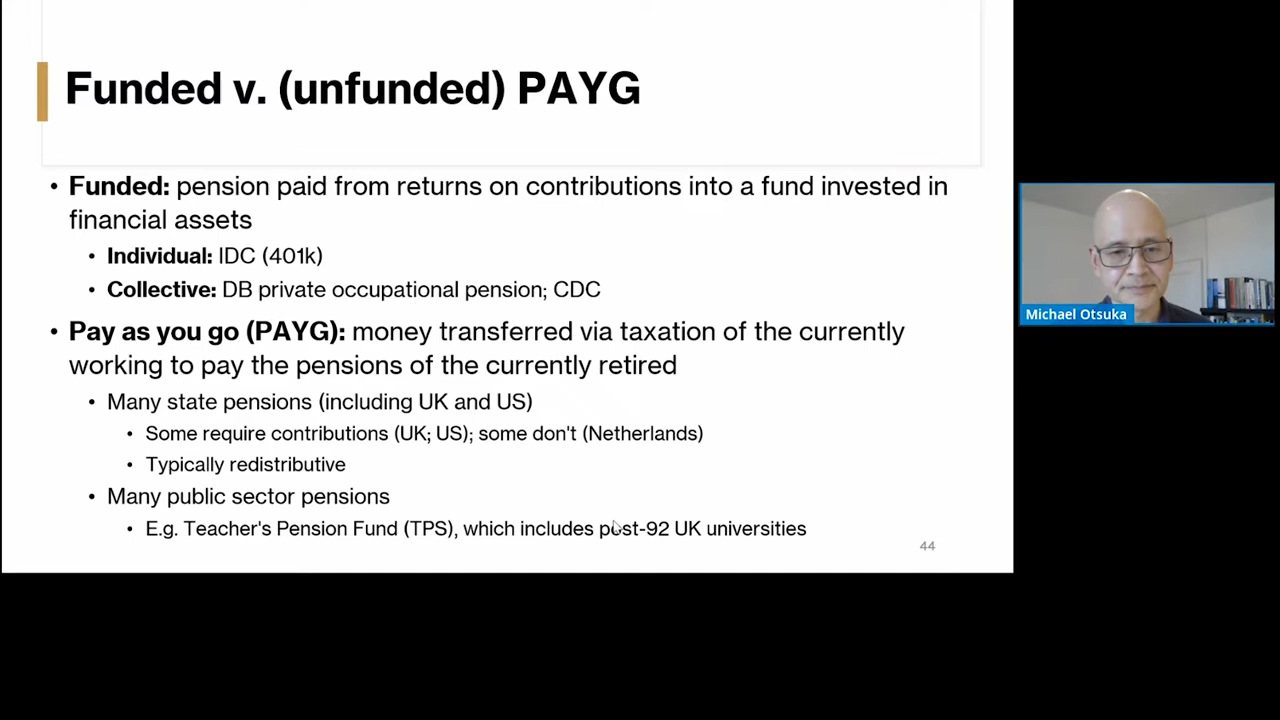 Funded v. (unfunded) PAYG
• Funded: pension paid from returns on contributions into a fund invested in
financial assets
• Individual: IDC (401k)
• Collective: DB private occupational pension; CDC
• Pay as you go (PAYG): money transferred via taxation of the currently
working to pay the pensions of the currently retired
• Many state pensions (including UK and US)
• Some require contributions (UK; US); some don't (Netherlands)
• Typically redistributive
• Many public sector pensions
• E.g. Teacher's Pension Fund (TPS), which includes post-92 UK universities
44
Michael Otsuka